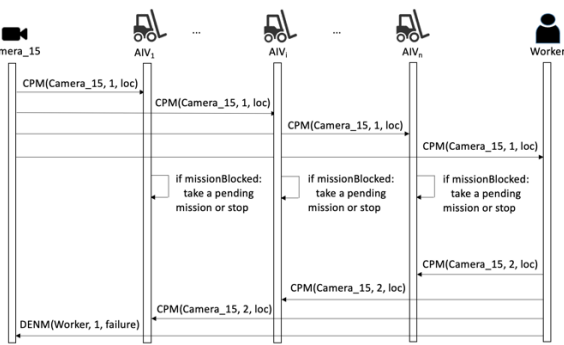 ... ...
mera_15 AIV1 AIVi AIVn Worker
CPM(Camera_15, 1, loc)
CPM(Camera_15, 1, loc)
CPM(Camera_15, 1, loc)
CPM(Camera_15, 1, loc)
if missionBlocked: if missionBlocked: if missionBlocked:
take a pending take a pending take a pending
mission or stop mission or stop mission or stop
CPM(Camera_15, 2, loc)
CPM(Camera_15, 2, loc)
CPM(Camera_15, 2, loc)
DENM(Worker, 1, failure)